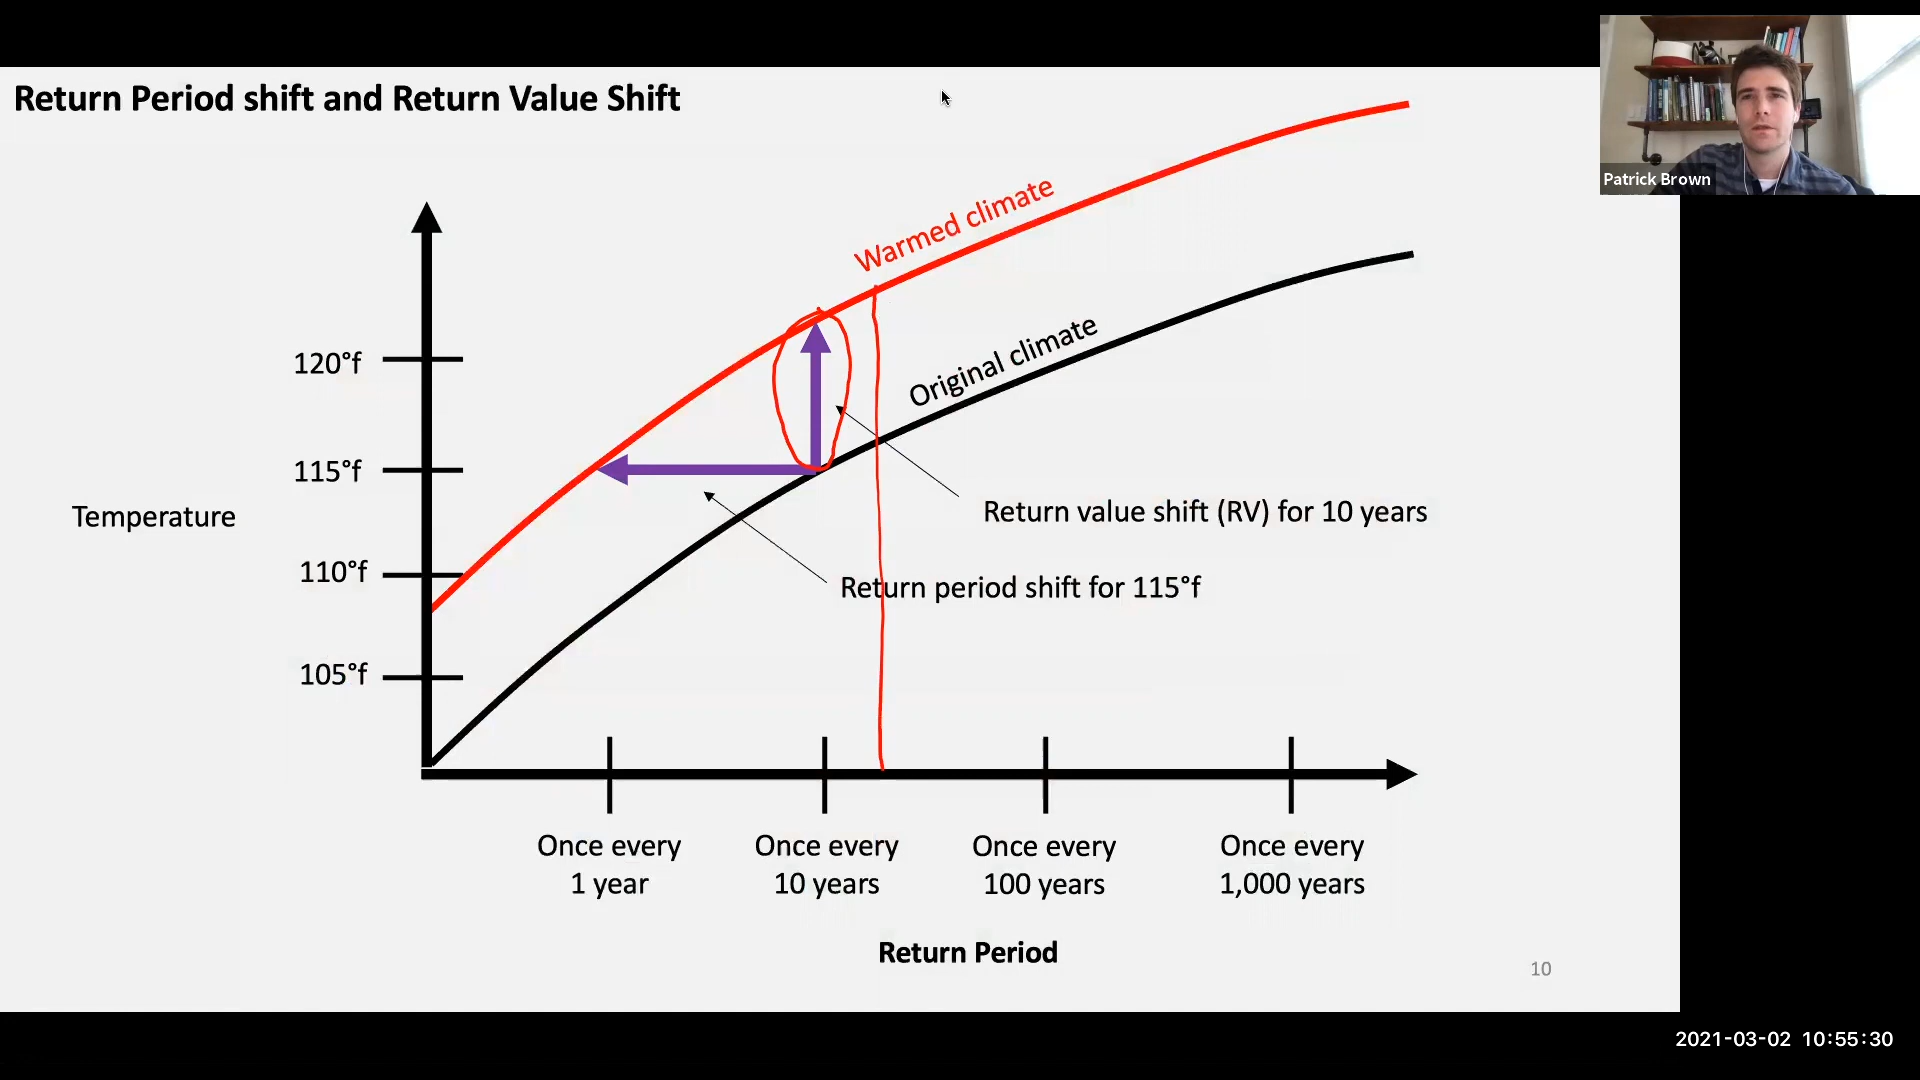 Return Period shift and Return Value Shift
Patrick Brown
Warmed climate
Original climate
120°f
115°f
110°f
105°f
Temperature
Return value shift (RV) for 10 years
Return period shift for 115°f
Once every
1 year
Once every
10 years
Once every
100 years
Once every
1,000 years
Return Period
10
2021-03-02 10:55:30